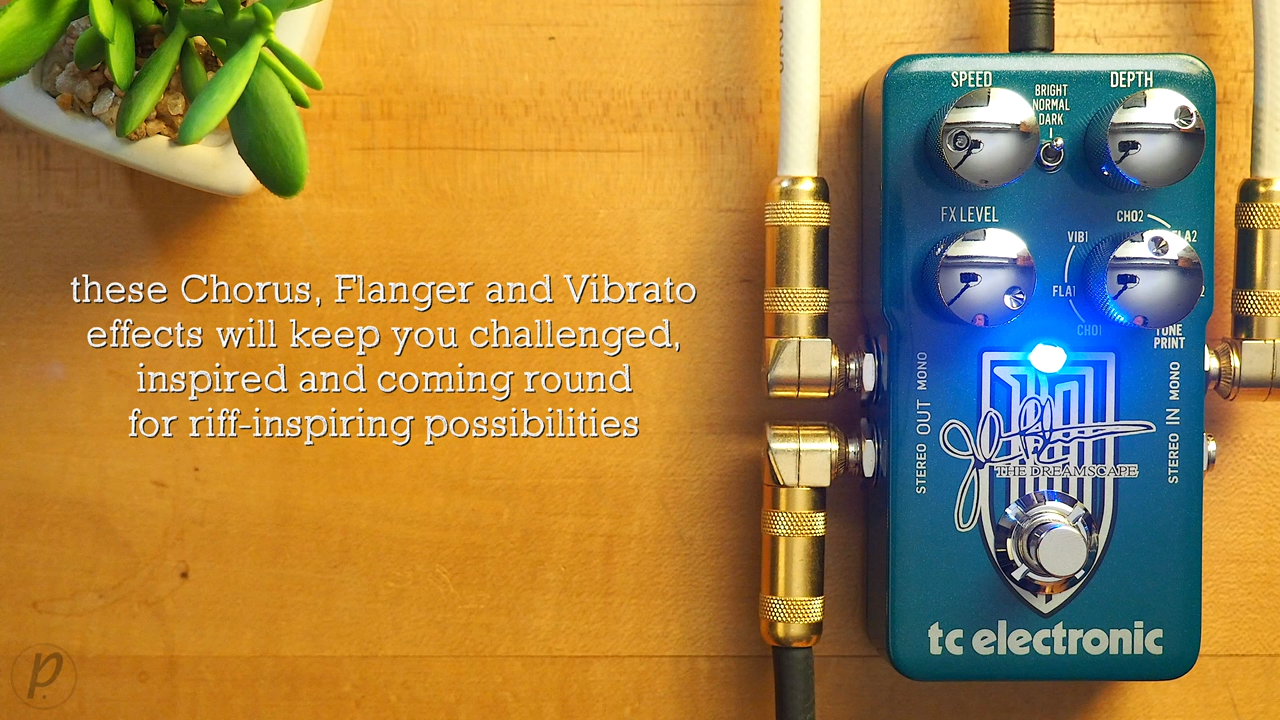 these Chorus, Flanger and Vibrato
effects will keep you challenged,
inspired and coming round
for riff-inspiring possibilities
SPEED
DEPTH
BRIGHT
NORMAL
DARK
FX LEVEL
CHO2
VIB1
FLA2
CHO1
TONE
PRINT
STEREO OUT MONO
STEREO IN MONO
THE DREAMSCAPE
tc electronic
p.